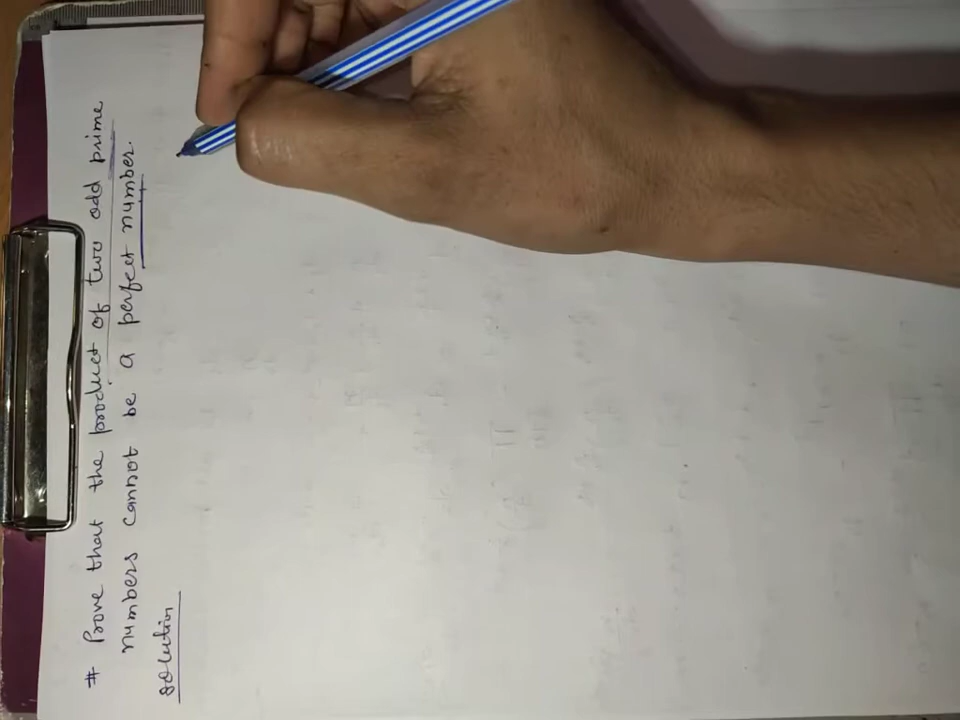 # Prove that the product of two odd prime
numbers cannot be a perfect number.
solution